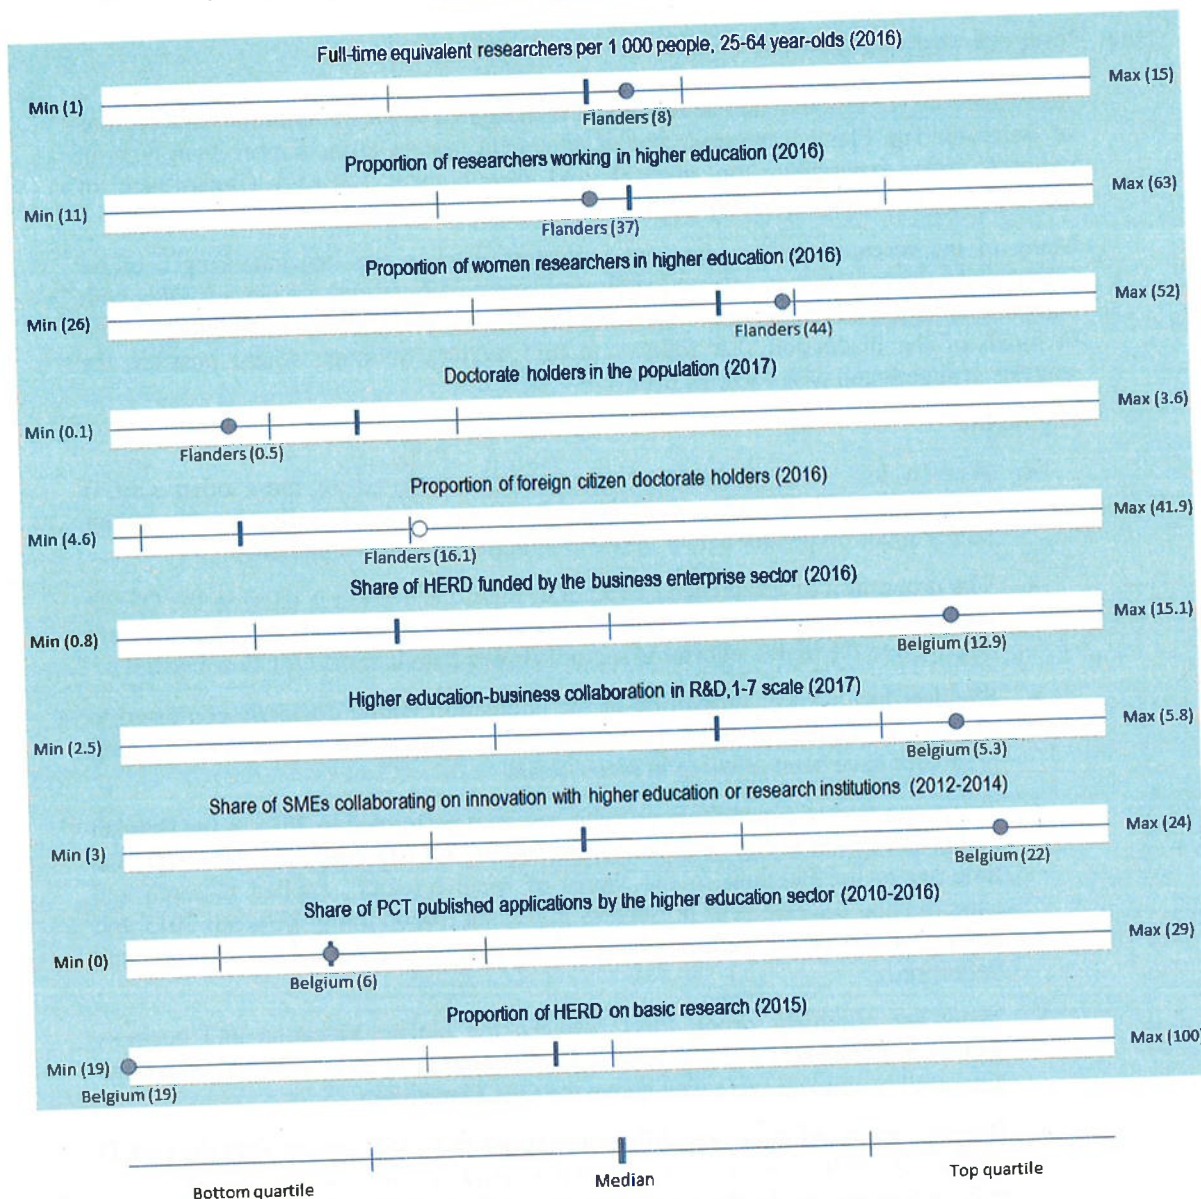 Full-time equivalent researchers per 1 000 people, 25-64 year-olds (2016)
Min (1)
Max (15)
Flanders (8)
Proportion of researchers working in higher education (2016)
Min (11)
Max (63)
Flanders (37)
Proportion of women researchers in higher education (2016)
Min (26)
Max (52)
Flanders (44)
Doctorate holders in the population (2017)
Min (0.1)
Max (3.6)
Flanders (0.5)
Proportion of foreign citizen doctorate holders (2016)
Min (4.6)
Max (41.9)
Flanders (16.1)
Share of HERD funded by the business enterprise sector (2016)
Min (0.8)
Max (15.1)
Belgium (12.9)
Higher education-business collaboration in R&D,1-7 scale (2017)
Min (2.5)
Max (5.8)
Belgium (5.3)
Share of SMEs collaborating on innovation with higher education or research institutions (2012-2014)
Min (3)
Max (24)
Belgium (22)
Share of PCT published applications by the higher education sector (2010-2016)
Min (0)
Max (29)
Belgium (6)
Proportion of HERD on basic research (2015)
Min (19)
Max (100)
Belgium (19)
Bottom quartile
Median
Top quartile